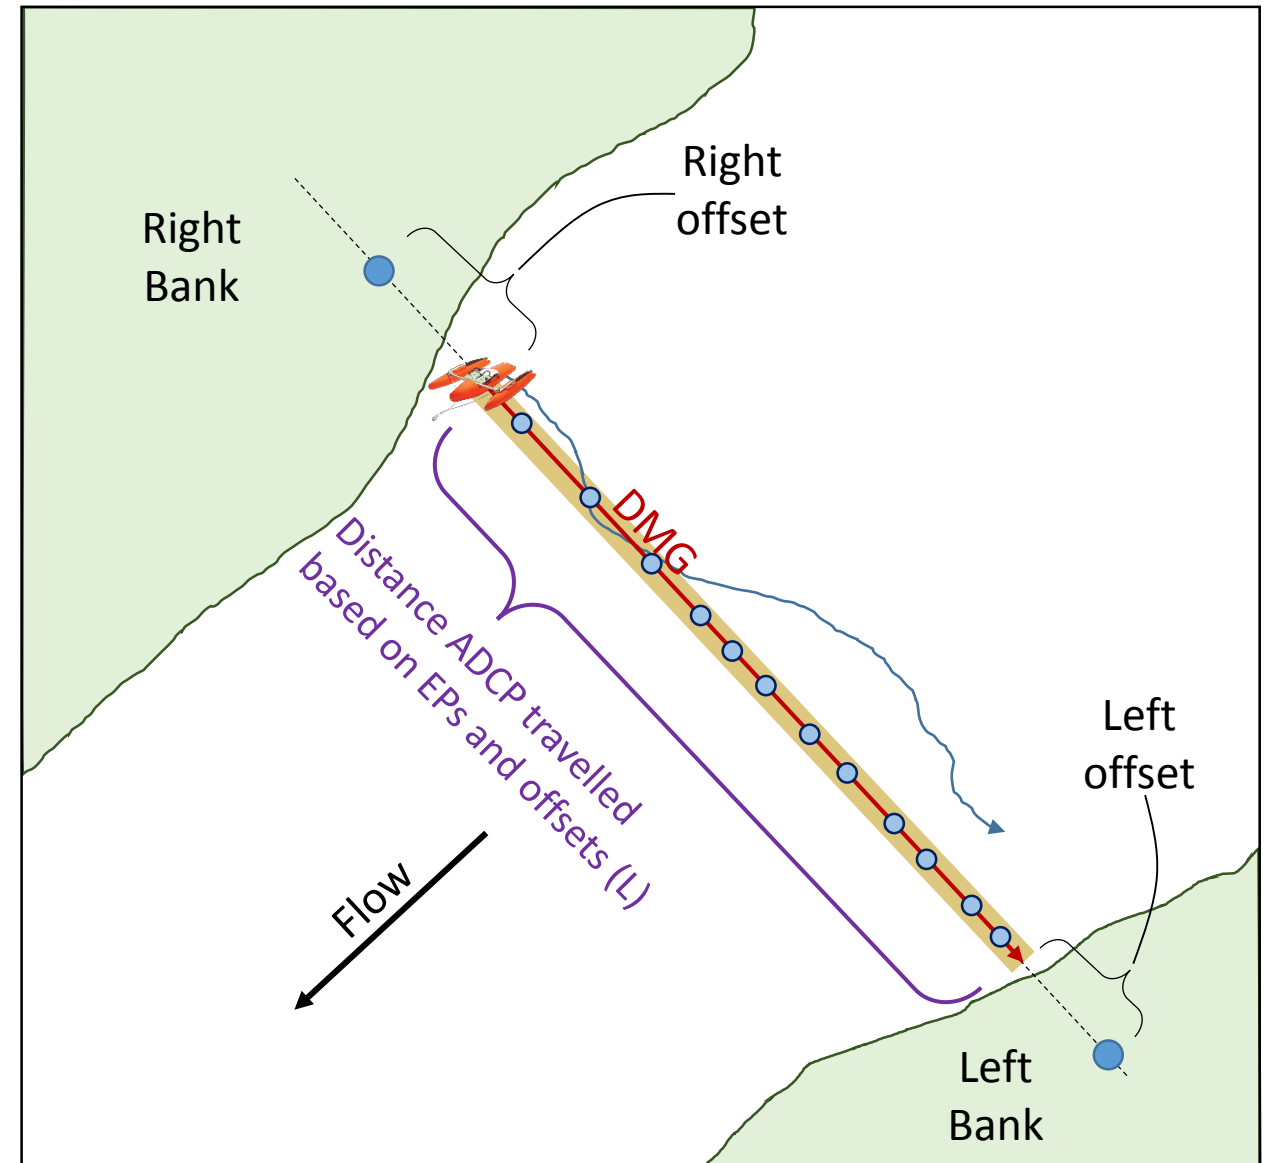 Right
offset
Right
Bank
DMG
Distance ADCP travelled
based on EPs and offsets (L)
Left
offset
Flow
Left
Bank